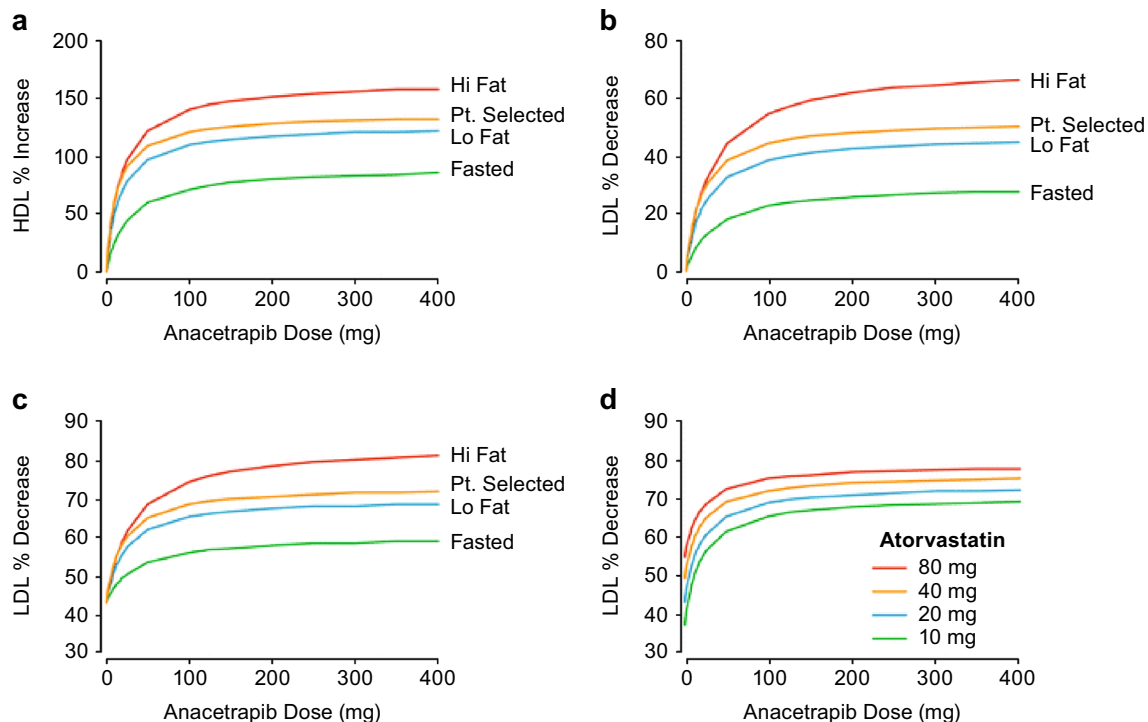 a
200
150
100
50
0
HDL % Increase
Hi Fat
Pt. Selected
Lo Fat
Fasted
0 100 200 300 400
Anacetrapib Dose (mg)
b
80
60
40
20
0
LDL % Decrease
Hi Fat
Pt. Selected
Lo Fat
Fasted
0 100 200 300 400
Anacetrapib Dose (mg)
c
90
80
70
60
50
40
30
LDL % Decrease
Hi Fat
Pt. Selected
Lo Fat
Fasted
0 100 200 300 400
Anacetrapib Dose (mg)
d
90
80
70
60
50
40
30
LDL % Decrease
Atorvastatin
80 mg
40 mg
20 mg
10 mg
0 100 200 300 400
Anacetrapib Dose (mg)